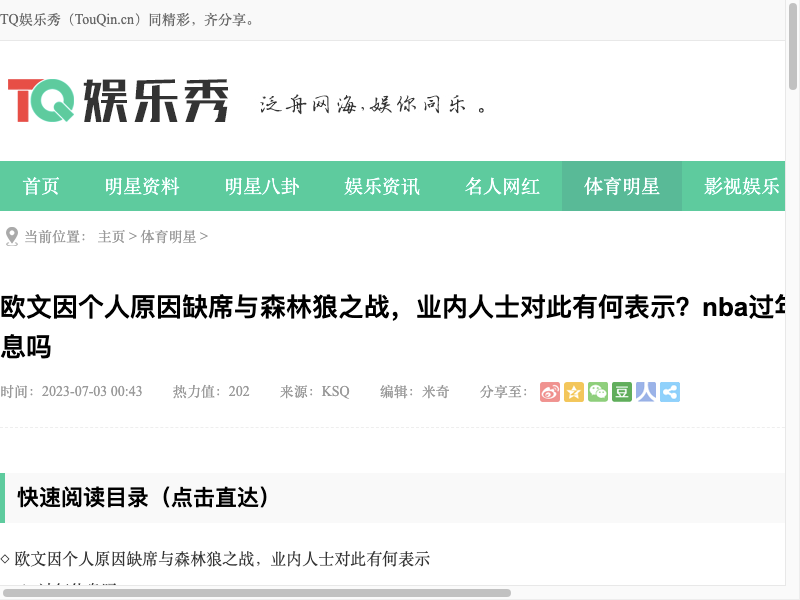 TQ娱乐秀（TouQin.cn）同精彩，齐分享。
TQ娱乐秀 泛舟网海,娱你同乐。
首页 明星资料 明星八卦 娱乐资讯 名人网红 体育明星 影视娱乐
当前位置： 主页 > 体育明星 >
欧文因个人原因缺席与森林狼之战，业内人士对此有何表示？nba过年
息吗
时间：2023-07-03 00:43 热力值：202 来源：KSQ 编辑：米奇 分享至：
豆 人
快速阅读目录（点击直达）
◇ 欧文因个人原因缺席与森林狼之战，业内人士对此有何表示